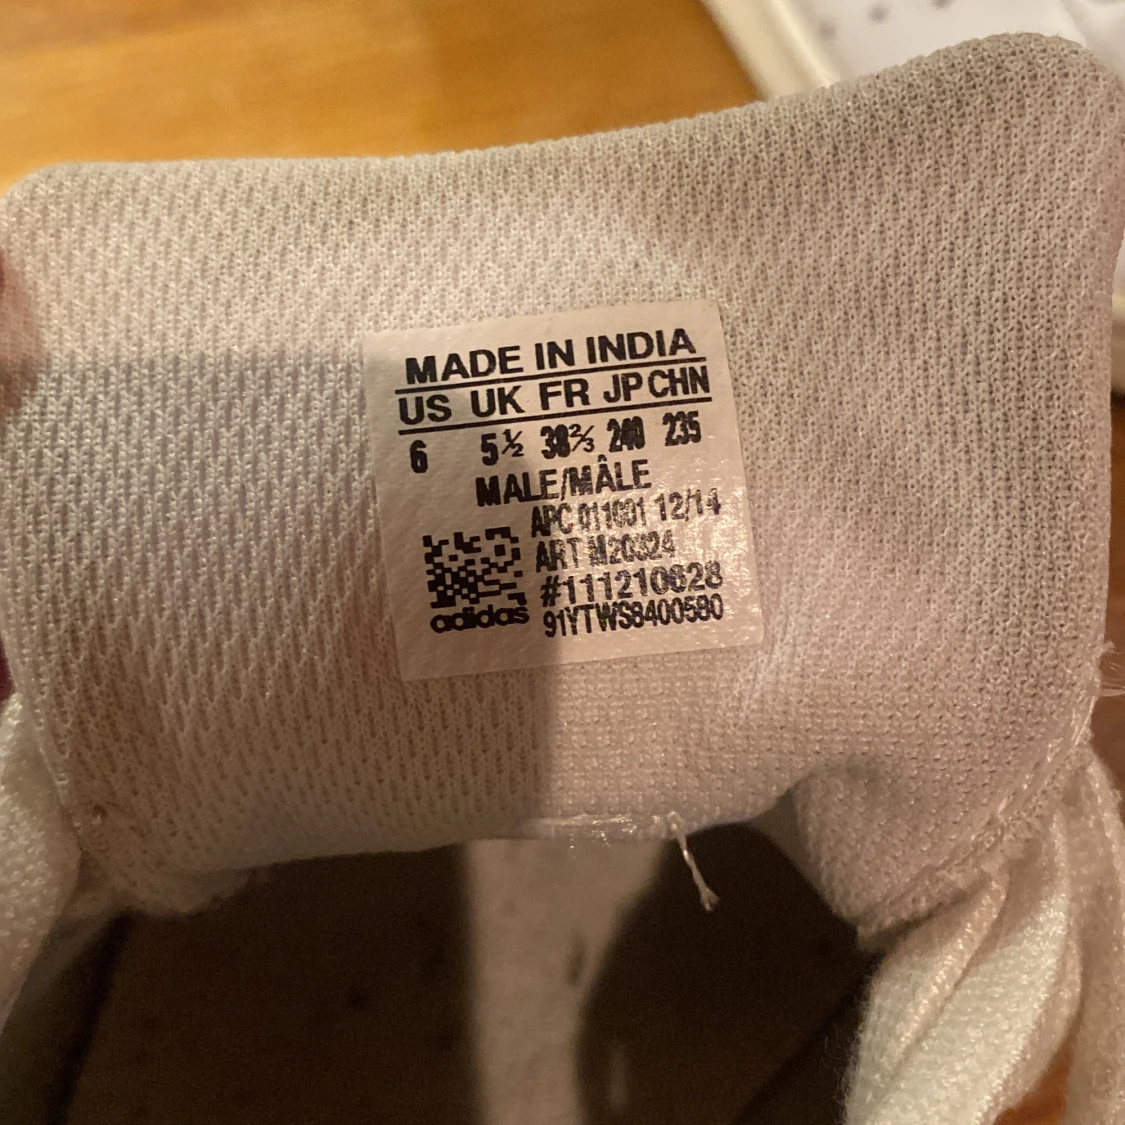 MADE IN INDIA
US UK FR JP CHN
6 5½ 38⅔ 240 235
MALE/MÂLE
APC 011001 12/14
ART M20324
#111210628
adidas 91YTWS8400580